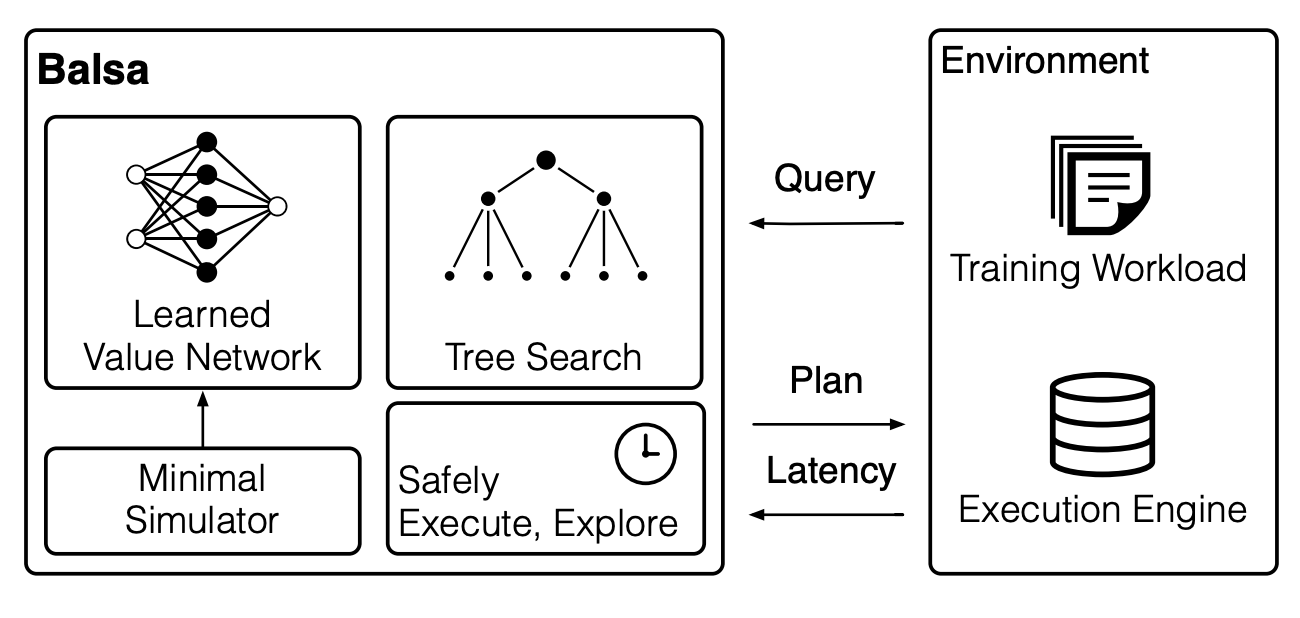 Balsa
Learned
Value Network
Tree Search
Minimal
Simulator
Safely
Execute, Explore
Query
Plan
Latency
Environment
Training Workload
Execution Engine